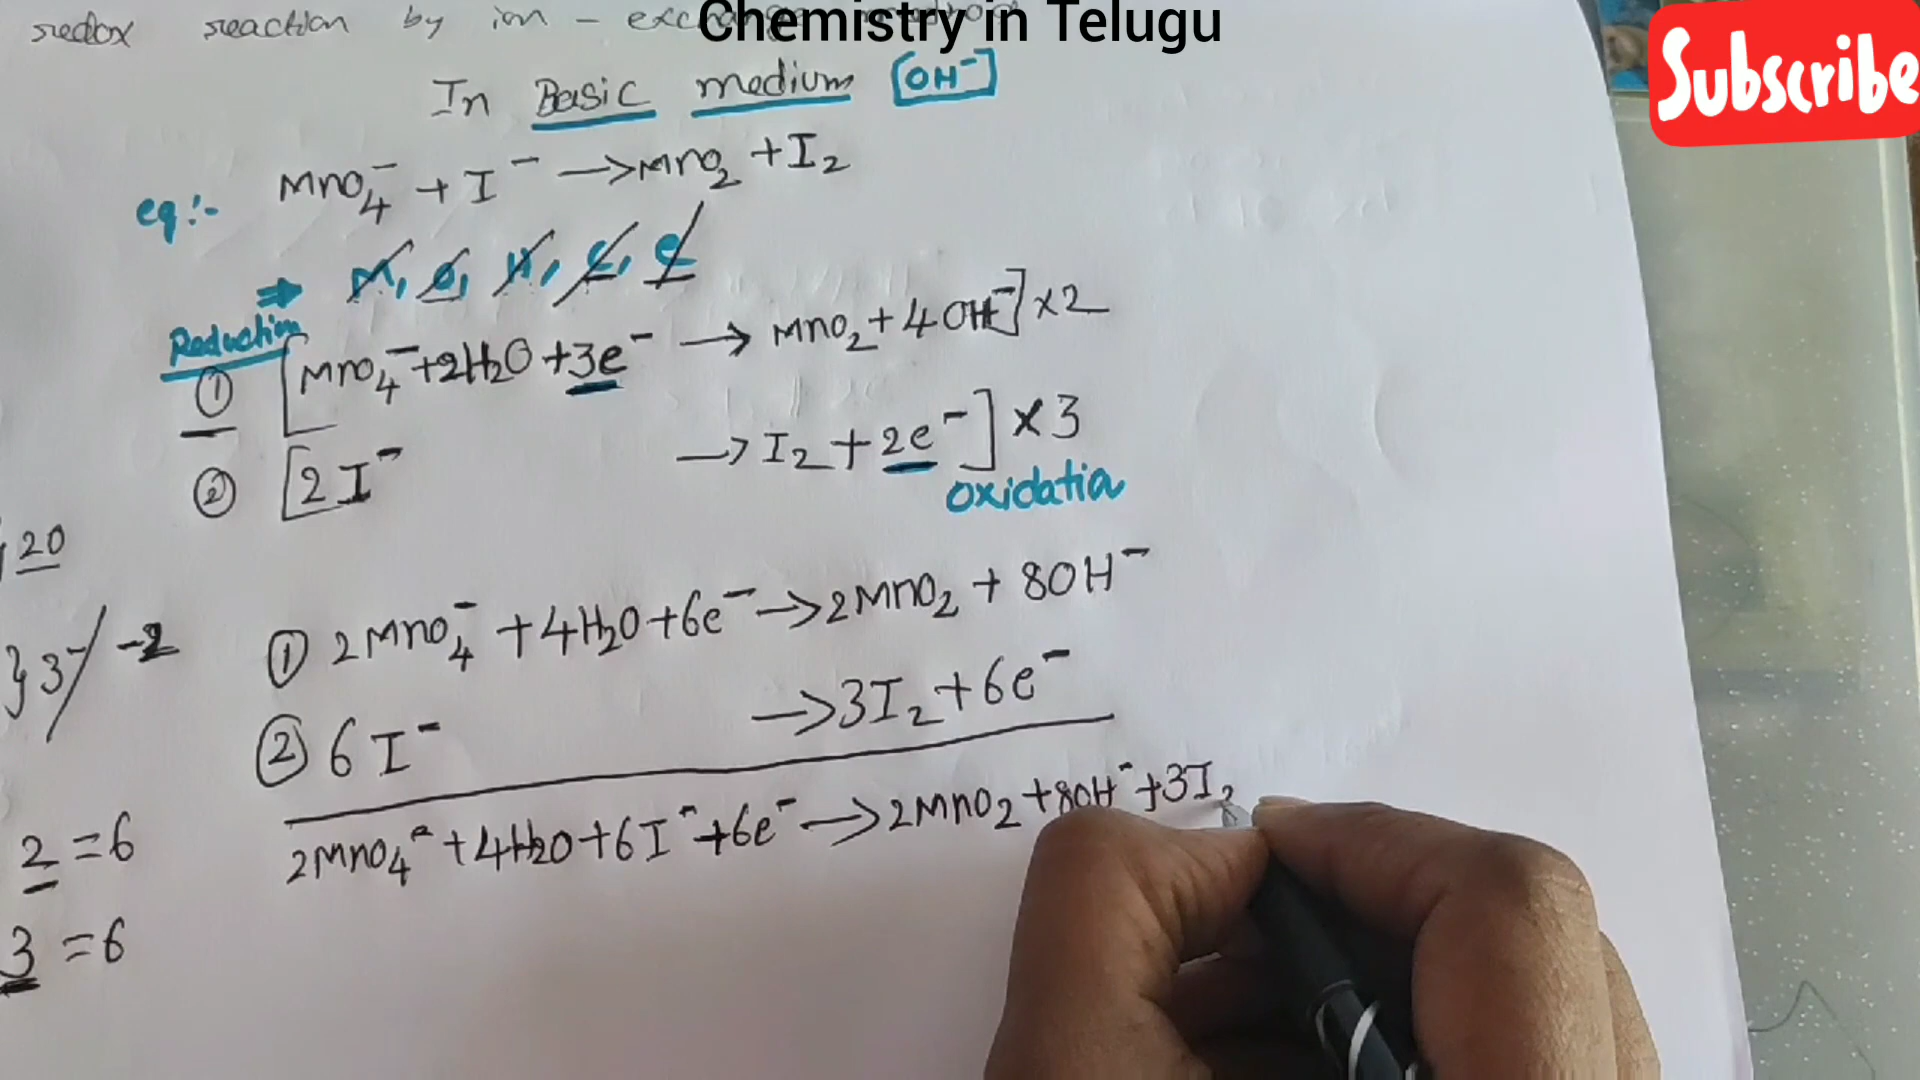 Chemistry in Telugu
Subscribe
redox reaction by ion -
In Basic medium [OH⁻]
eg:- MnO₄⁻ + I⁻ → MnO₂ + I₂
⇒ M, O, H, C, e
Reduction
① [MnO₄⁻ + 2H₂O + 3e⁻ → MnO₂ + 4OH⁻] × 2
② [2I⁻ → I₂ + 2e⁻] × 3
oxidation
20
} 3-/ -2
① 2MnO₄⁻ + 4H₂O + 6e⁻ → 2MnO₂ + 8OH⁻
② 6I⁻ → 3I₂ + 6e⁻
2MnO₄⁻ + 4H₂O + 6I⁻ + 6e⁻ → 2MnO₂ + 8OH⁻ + 3I₂
2 = 6
3 = 6